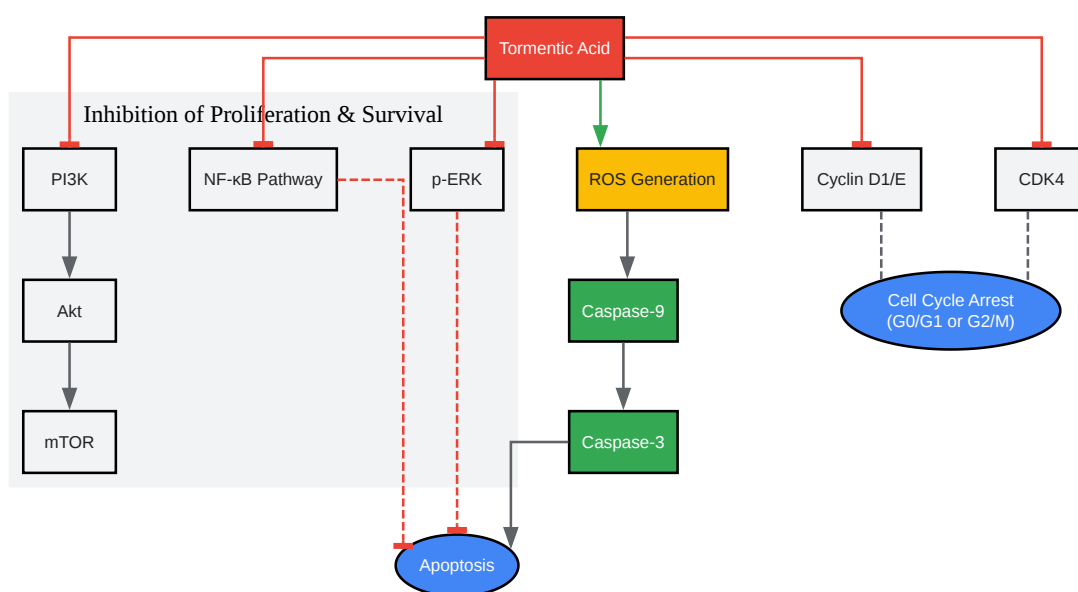 Tormentic Acid
Inhibition of Proliferation & Survival
PI3K
NF-κB Pathway
p-ERK
ROS Generation
Cyclin D1/E
CDK4
Akt
Caspase-9
Cell Cycle Arrest
(G0/G1 or G2/M)
mTOR
Caspase-3
Apoptosis